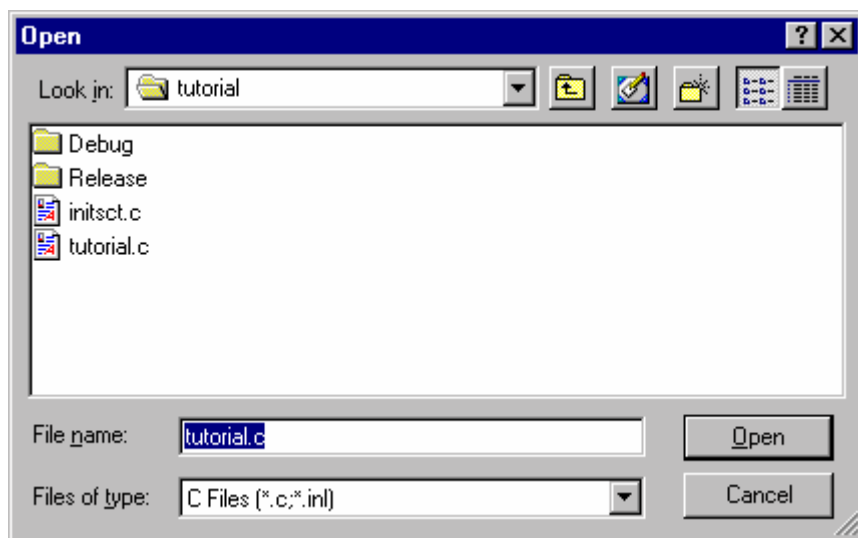 Open
Look in: tutorial
Debug
Release
initsct.c
tutorial.c
File name: tutorial.c Open
Files of type: C Files (*.c;*.inl) Cancel